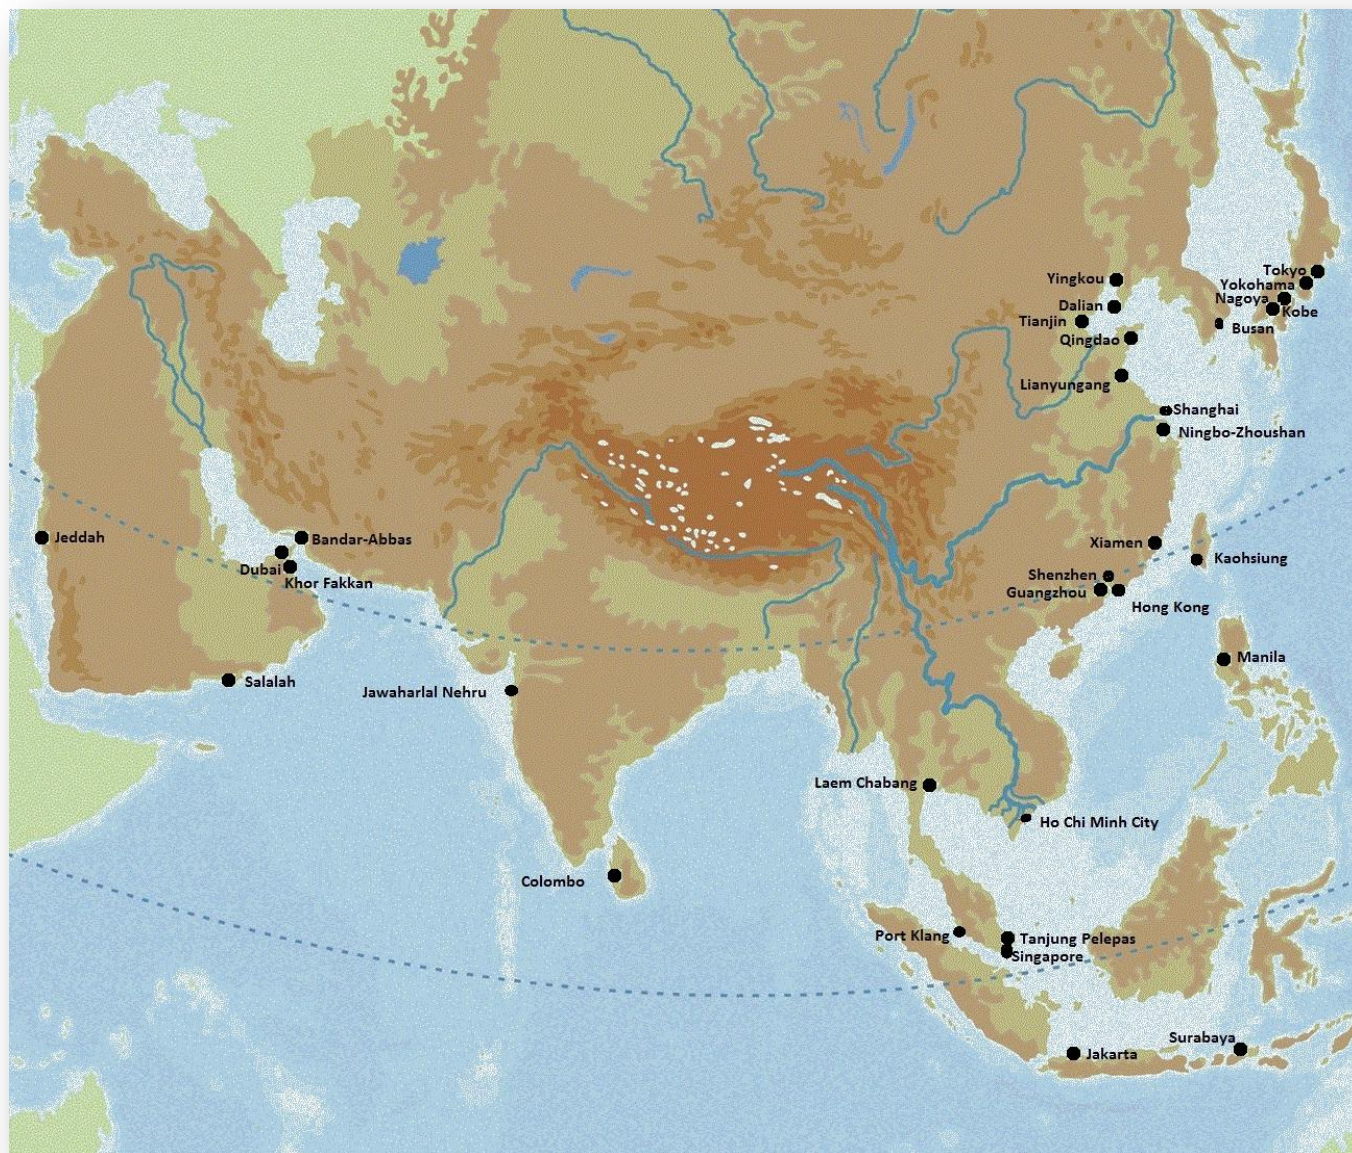 Tokyo
Yingkou
Yokohama
Nagoya
Dalian
Kobe
Tianjin
Busan
Qingdao
Lianyungang
Shanghai
Ningbo-Zhoushan
Jeddah
Bandar-Abbas
Xiamen
Kaohsiung
Dubai
Shenzhen
Khor Fakkan
Guangzhou
Hong Kong
Manila
Salalah
Jawaharlal Nehru
Laem Chabang
Ho Chi Minh City
Colombo
Port Klang
Tanjung Pelepas
Singapore
Surabaya
Jakarta